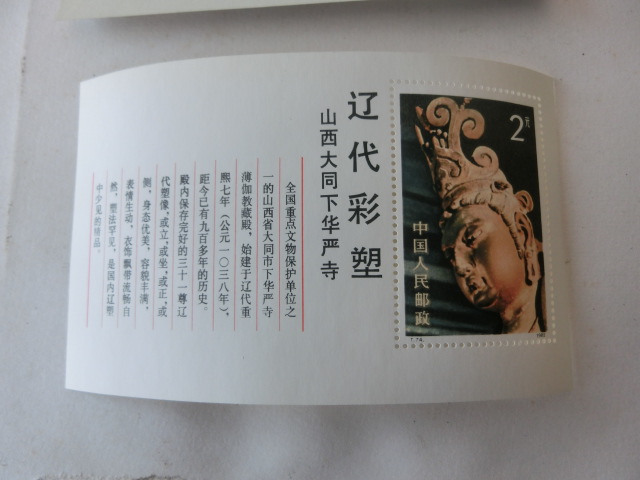 辽代彩塑
山西大同下华严寺
全国重点文物保护单位之
一的山西省大同市下华严寺
薄伽教藏殿，始建于辽代重
熙七年（公元一〇三八年），
距今已有九百多年的历史。
殿内保存完好的三十一尊辽
代塑像，或立，或坐，或正，或
侧，身态优美，容貌丰满，
表情生动，衣饰飘带流畅自
然，塑法罕见，是国内辽塑
中少见的精品。
2元
中国人民邮政
T.74.
1982